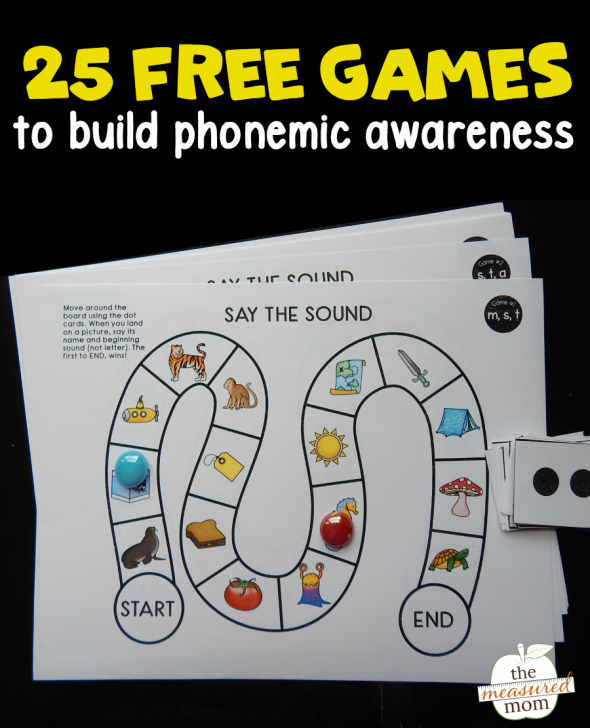 25 FREE GAMES
to build phonemic awareness
SAY THE SOUND
Game #2
s, t, a
Move around the
board using the dot
cards. When you land
on a picture, say its
name and beginning
sound (not letter). The
first to END, wins!
SAY THE SOUND
Game #1
m, s, t
START
END
the
measured
mom